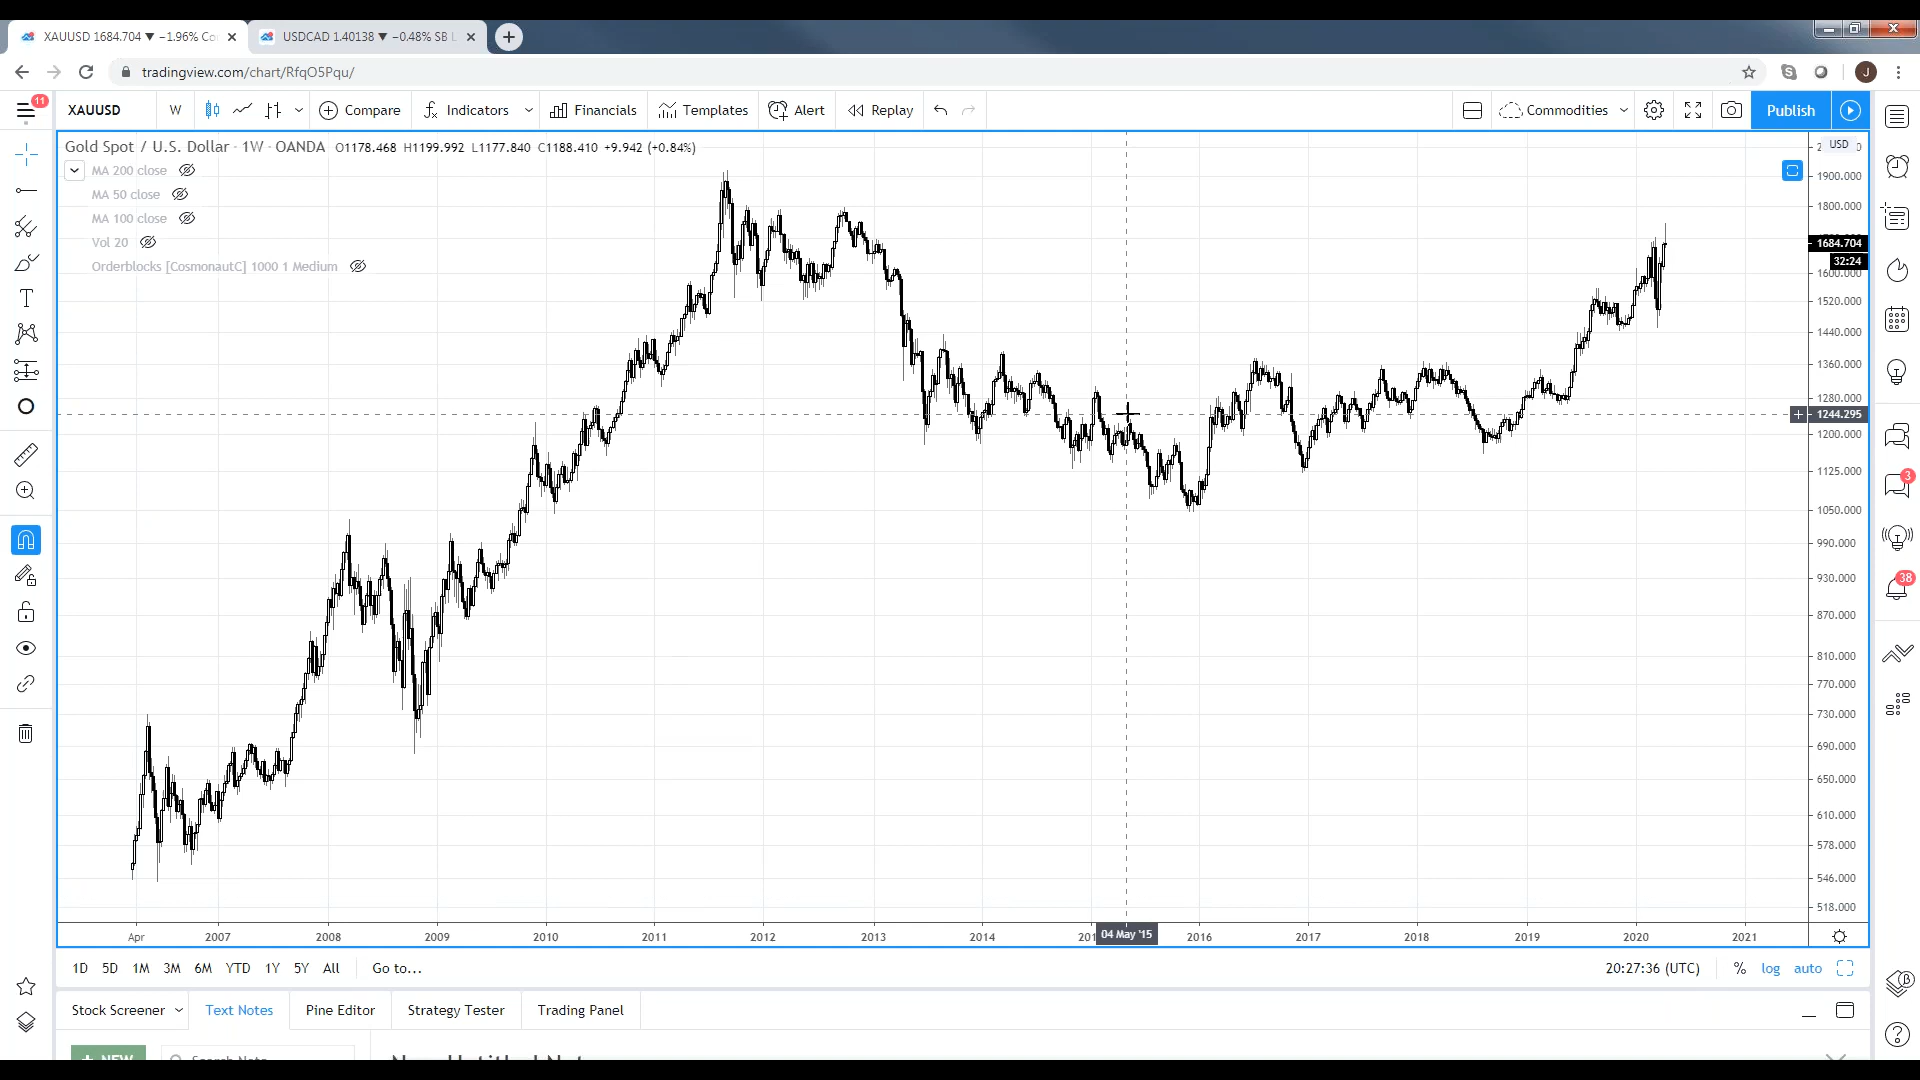 XAUUSD 1684.704 ▼ −1.96% Co
USDCAD 1.40138 ▼ −0.48% SB L
tradingview.com/chart/RfqO5Pqu/
J
11
XAUUSD
W
Compare
Indicators
Financials
Templates
Alert
Replay
Commodities
Publish
Gold Spot / U.S. Dollar · 1W · OANDA O1178.468 H1199.992 L1177.840 C1188.410 +9.942 (+0.84%)
MA 200 close
MA 50 close
MA 100 close
Vol 20
Orderblocks [CosmonautC] 1000 1 Medium
USD
1900.000
1800.000
1684.704
32:24
1600.000
1520.000
1440.000
1360.000
1280.000
1244.295
1200.000
1125.000
1050.000
990.000
930.000
870.000
810.000
770.000
730.000
690.000
650.000
610.000
578.000
546.000
518.000
3
38
Apr 2007 2008 2009 2010 2011 2012 2013 2014 04 May '15 2016 2017 2018 2019 2020 2021
1D 5D 1M 3M 6M YTD 1Y 5Y All Go to...
20:27:36 (UTC) % log auto
Stock Screener Text Notes Pine Editor Strategy Tester Trading Panel